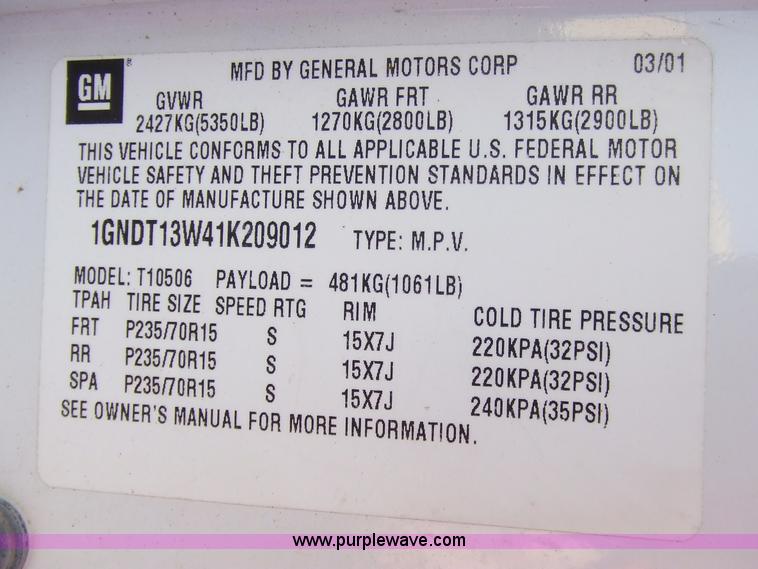 GM® MFD BY GENERAL MOTORS CORP 03/01
GVWR GAWR FRT GAWR RR
2427KG(5350LB) 1270KG(2800LB) 1315KG(2900LB)
THIS VEHICLE CONFORMS TO ALL APPLICABLE U.S. FEDERAL MOTOR
VEHICLE SAFETY AND THEFT PREVENTION STANDARDS IN EFFECT ON
THE DATE OF MANUFACTURE SHOWN ABOVE.
1GNDT13W41K209012 TYPE: M.P.V.
MODEL: T10506 PAYLOAD = 481KG(1061LB)
TPAH TIRE SIZE SPEED RTG RIM COLD TIRE PRESSURE
FRT P235/70R15 S 15X7J 220KPA(32PSI)
RR P235/70R15 S 15X7J 220KPA(32PSI)
SPA P235/70R15 S 15X7J 240KPA(35PSI)
SEE OWNER'S MANUAL FOR MORE INFORMATION.
www.purplewave.com